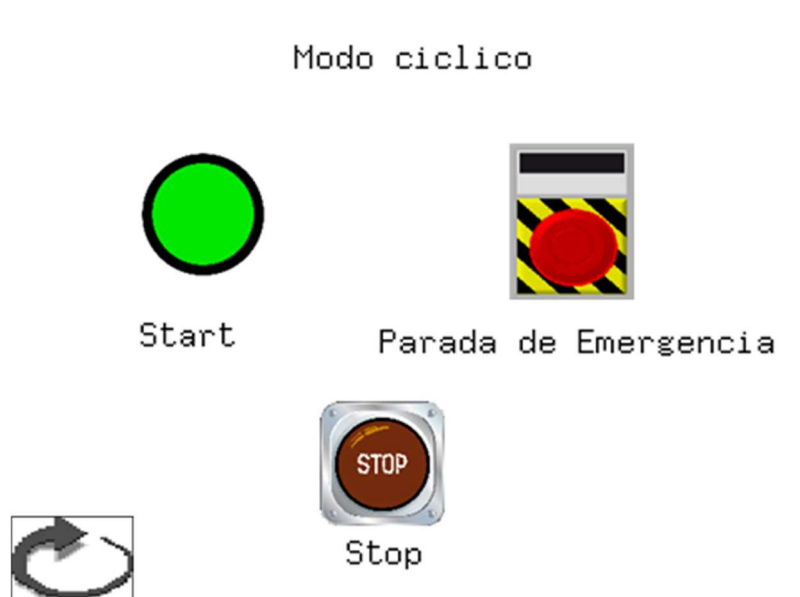 Modo ciclico
Start
Parada de Emergencia
STOP
Stop